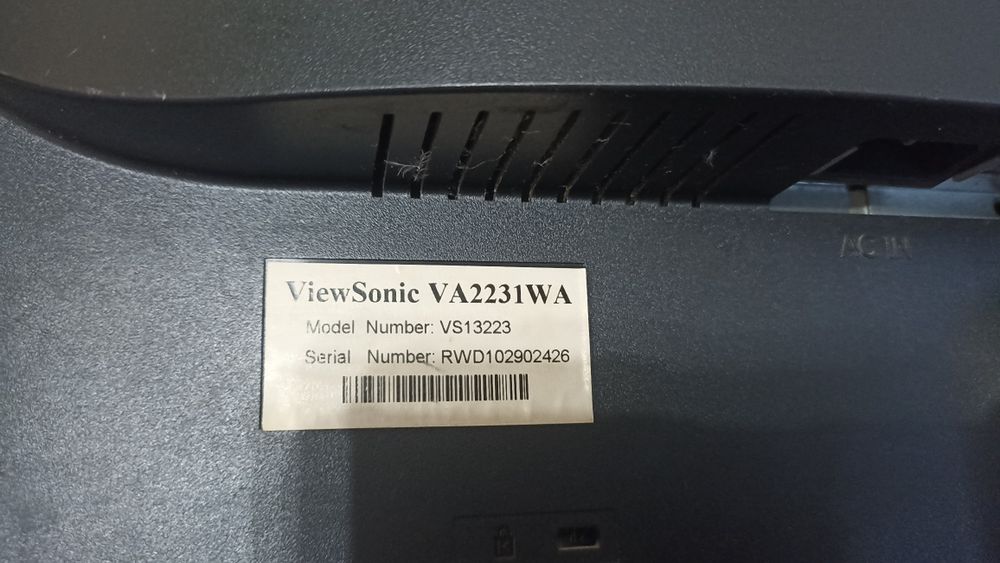 AC IN
ViewSonic VA2231WA
Model Number: VS13223
Serial Number: RWD102902426